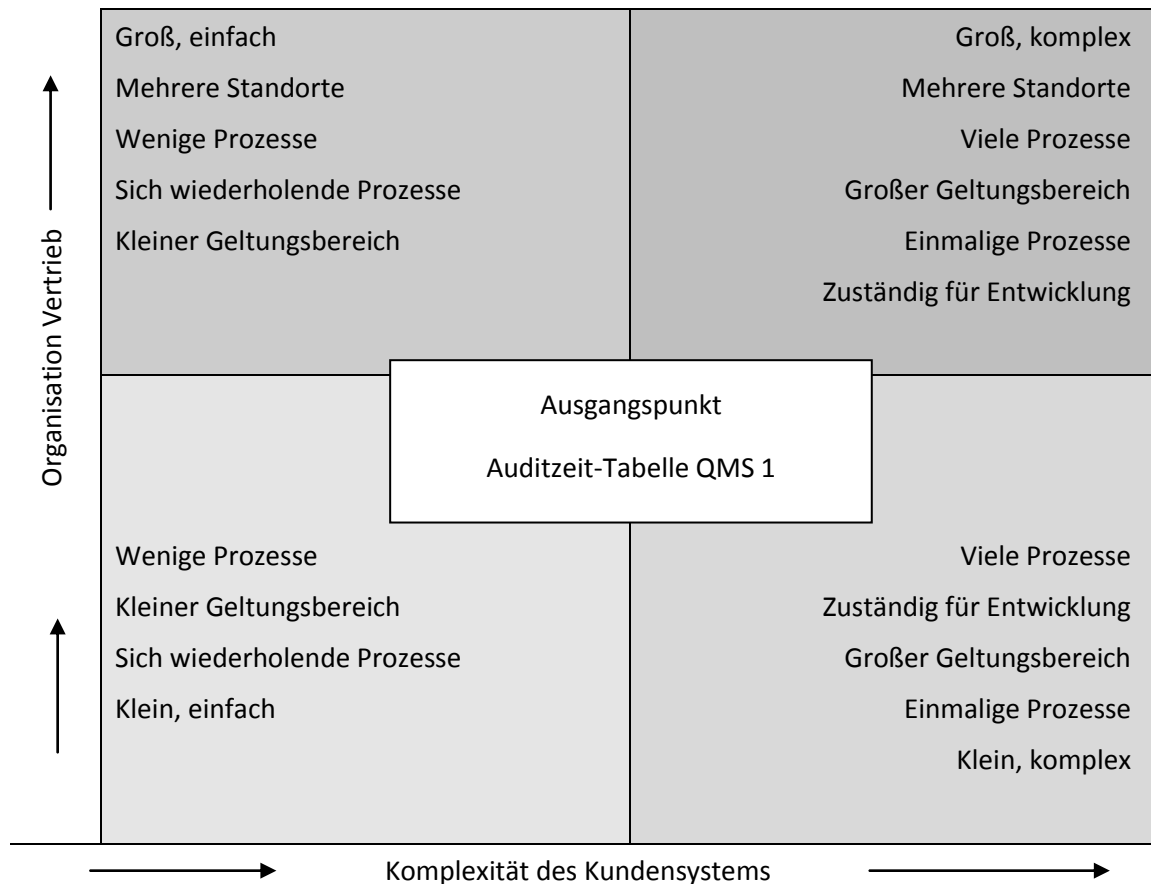 Groß, einfach
Mehrere Standorte
Wenige Prozesse
Sich wiederholende Prozesse
Kleiner Geltungsbereich
Groß, komplex
Mehrere Standorte
Viele Prozesse
Großer Geltungsbereich
Einmalige Prozesse
Zuständig für Entwicklung
Organisation Vertrieb
Ausgangspunkt
Auditzeit-Tabelle QMS 1
Wenige Prozesse
Kleiner Geltungsbereich
Sich wiederholende Prozesse
Klein, einfach
Viele Prozesse
Zuständig für Entwicklung
Großer Geltungsbereich
Einmalige Prozesse
Klein, komplex
Komplexität des Kundensystems